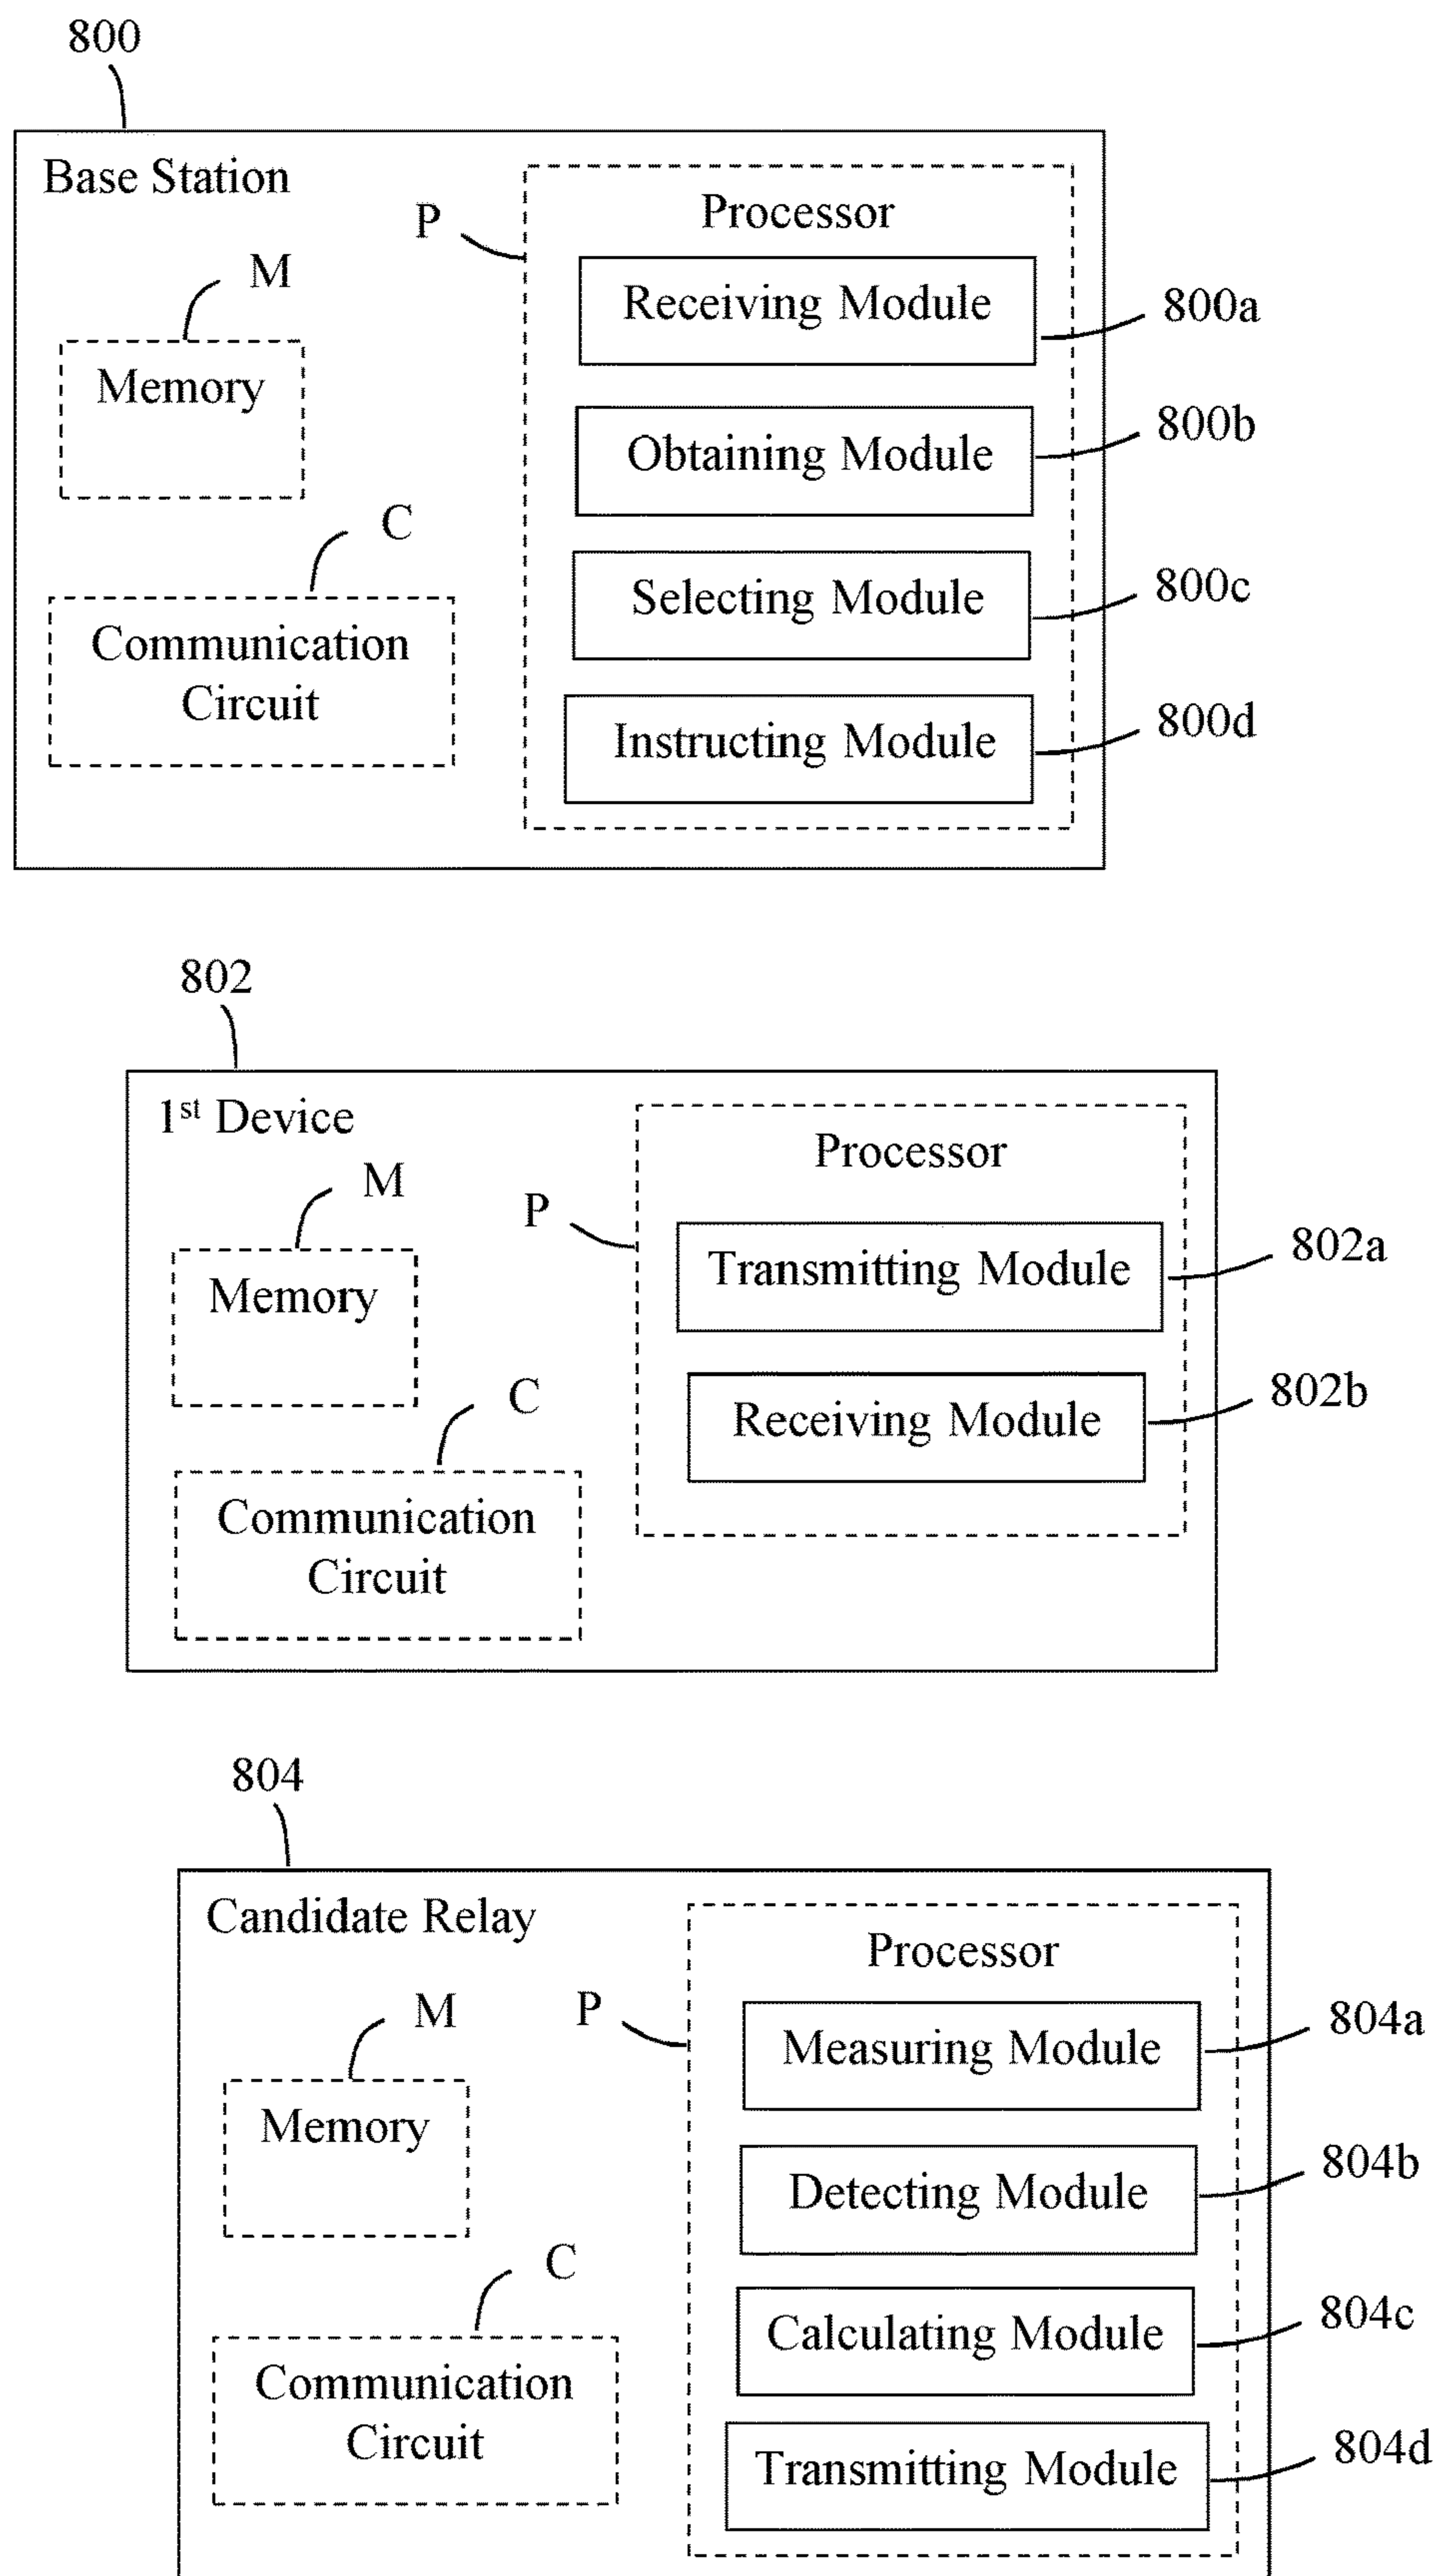 800
Base Station
P
Processor
M
Receiving Module
800a
Memory
Obtaining Module
800b
C
Communication
Circuit
Selecting Module
800c
Instructing Module
800d
802
1st Device
M
P
Processor
Memory
Transmitting Module
802a
C
Receiving Module
802b
Communication
Circuit
804
Candidate Relay
M
P
Processor
Measuring Module
804a
Memory
Detecting Module
804b
C
Communication
Circuit
Calculating Module
804c
Transmitting Module
804d